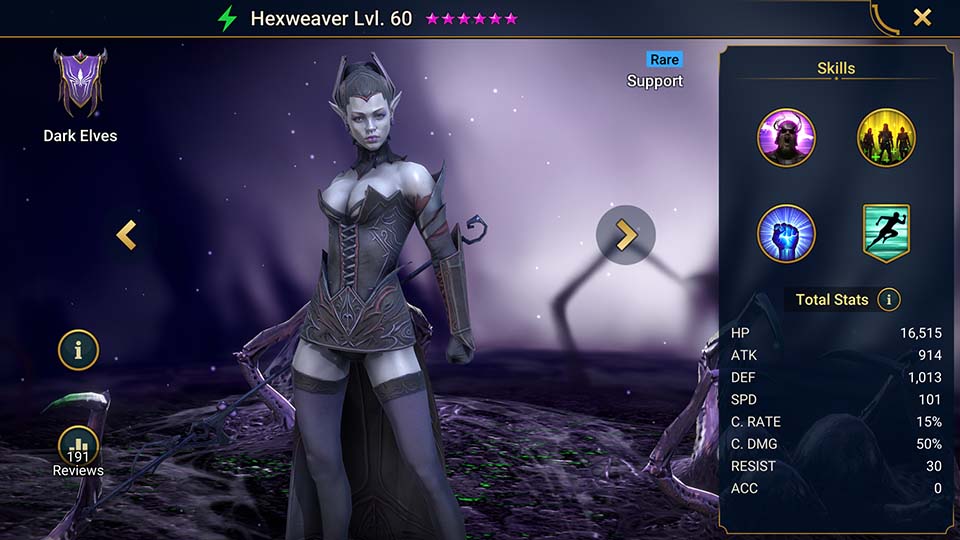 Hexweaver Lvl. 60
Dark Elves
Rare
Support
191
Reviews
Skills
Total Stats
HP 16,515
ATK 914
DEF 1,013
SPD 101
C. RATE 15%
C. DMG 50%
RESIST 30
ACC 0